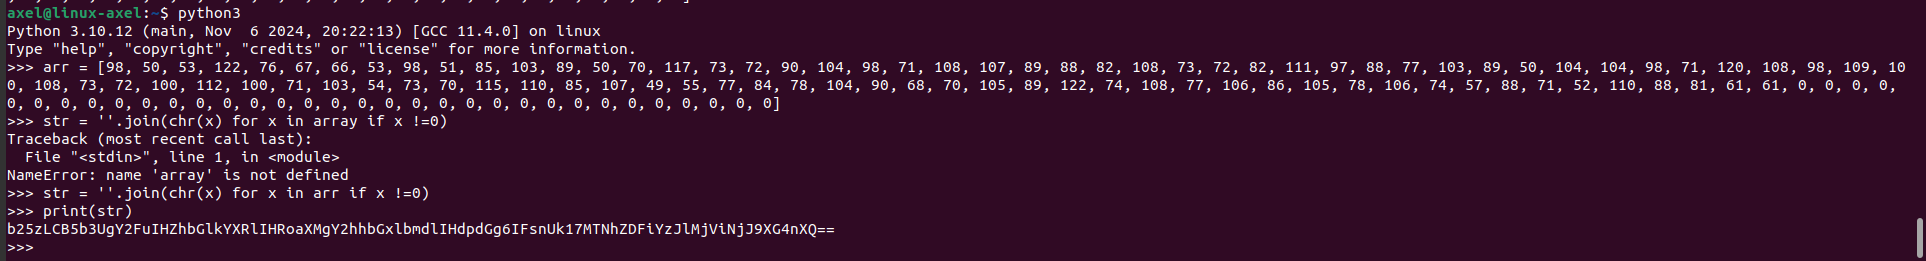 axel@linux-axel:~$ python3
Python 3.10.12 (main, Nov  6 2024, 20:22:13) [GCC 11.4.0] on linux
Type "help", "copyright", "credits" or "license" for more information.
>>> arr = [98, 50, 53, 122, 76, 67, 66, 53, 98, 51, 85, 103, 89, 50, 70, 117, 73, 72, 90, 104, 98, 71, 108, 107, 89, 88, 82, 108, 73, 72, 82, 111, 97, 88, 77, 103, 89, 50, 104, 104, 98, 71, 120, 108, 98, 109, 10
0, 108, 73, 72, 100, 112, 100, 71, 103, 54, 73, 70, 115, 110, 85, 107, 49, 55, 77, 84, 78, 104, 90, 68, 70, 105, 89, 122, 74, 108, 77, 106, 86, 105, 78, 106, 74, 57, 88, 71, 52, 110, 88, 81, 61, 61, 0, 0, 0, 0,
0, 0, 0, 0, 0, 0, 0, 0, 0, 0, 0, 0, 0, 0, 0, 0, 0, 0, 0, 0, 0, 0, 0, 0, 0, 0, 0, 0, 0]
>>> str = ''.join(chr(x) for x in array if x !=0)
Traceback (most recent call last):
  File "<stdin>", line 1, in <module>
NameError: name 'array' is not defined
>>> str = ''.join(chr(x) for x in arr if x !=0)
>>> print(str)
b25zLCB5b3UgY2FuIHZhbGlkYXRlIHRoaXMgY2hhbGxlbmdlIHdpdGg6IFsnUk17MTNhZDFiYzJlMjViNjJ9XG4nXQ==
>>>